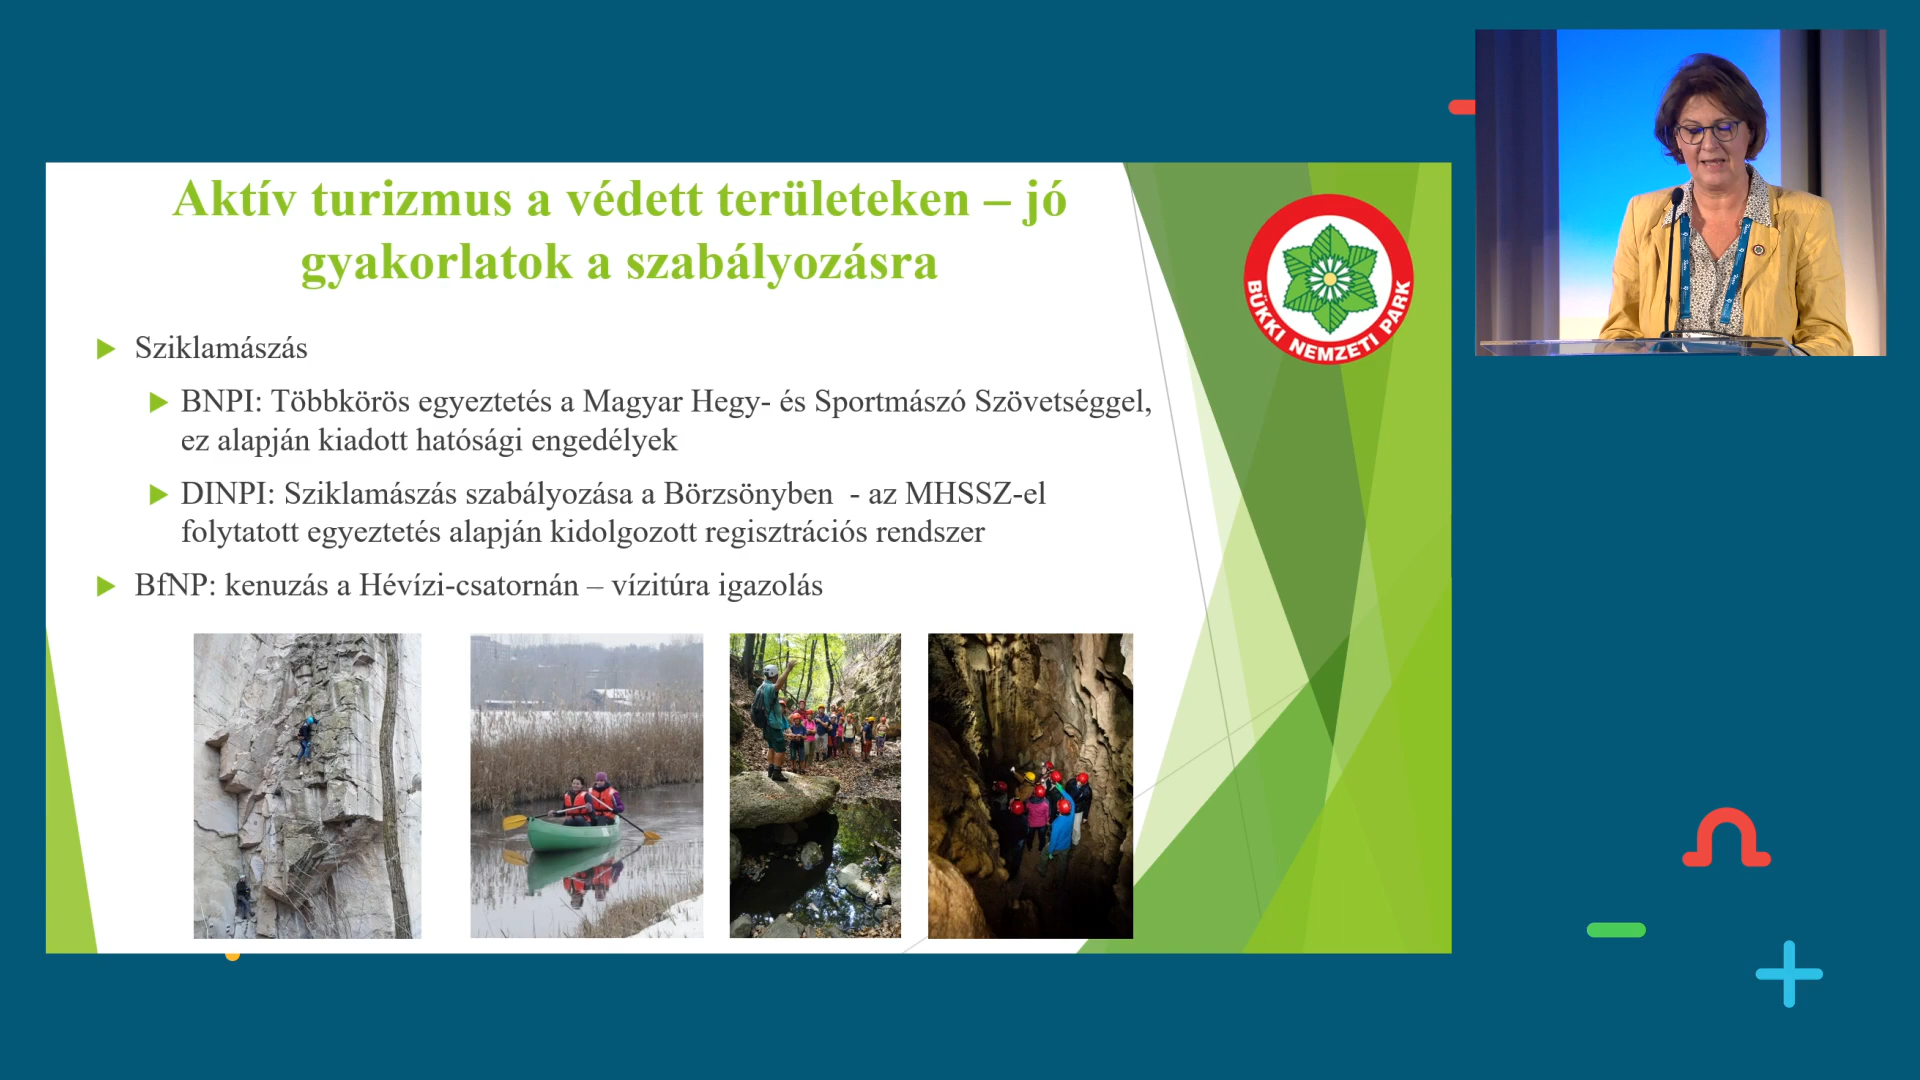 Aktív turizmus a védett területeken – jó
gyakorlatok a szabályozásra
BÜKKI NEMZETI PARK
Sziklamászás
BNPI: Többkörös egyeztetés a Magyar Hegy- és Sportmászó Szövetséggel,
ez alapján kiadott hatósági engedélyek
DINPI: Sziklamászás szabályozása a Börzsönyben  - az MHSSZ-el
folytatott egyeztetés alapján kidolgozott regisztrációs rendszer
BfNP: kenuzás a Hévízi-csatornán – vízitúra igazolás